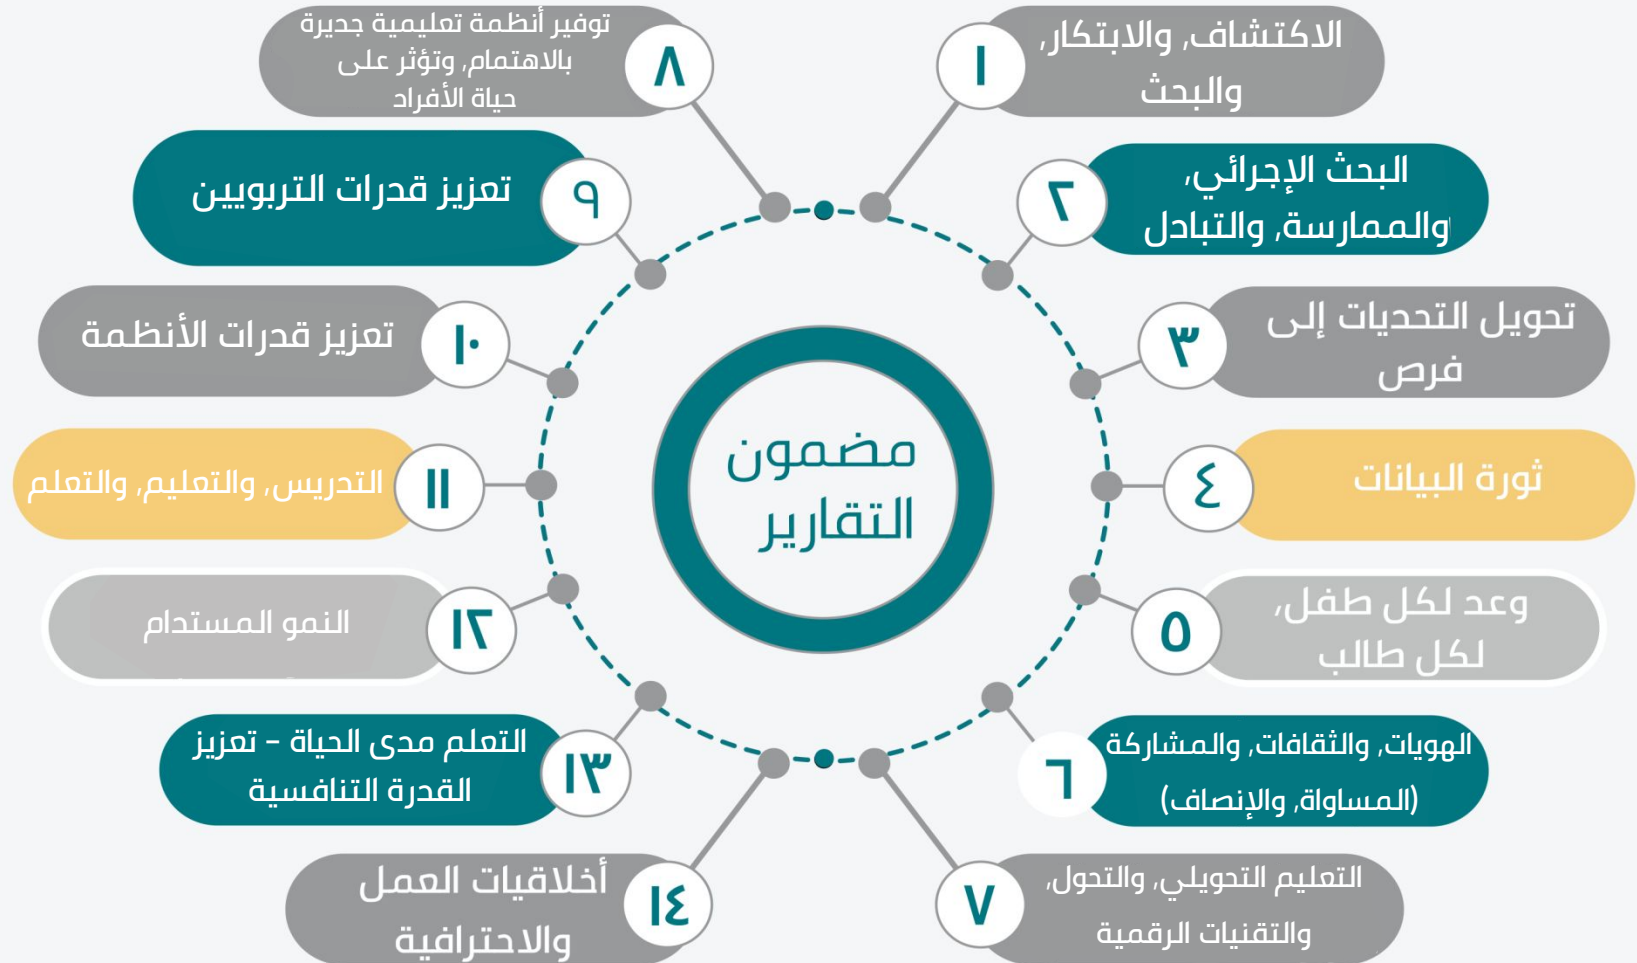 مضمون
التقارير
١
الاكتشاف, والابتكار,
والبحث
٢
البحث الإجرائي,
والممارسة, والتبادل
٣
تحويل التحديات إلى
فرص
٤
ثورة البيانات
٥
وعد لكل طفل,
لكل طالب
٦
الهويات, والثقافات, والمشاركة
(المساواة, والإنصاف)
٧
التعليم التحويلي, والتحول,
والتقنيات الرقمية
٨
توفير أنظمة تعليمية جديرة
بالاهتمام, وتؤثر على
حياة الأفراد
٩
تعزيز قدرات التربويين
١٠
تعزيز قدرات الأنظمة
١١
التدريس, والتعليم, والتعلم
١٢
النمو المستدام
١٣
التعلم مدى الحياة – تعزيز
القدرة التنافسية
١٤
أخلاقيات العمل
والاحترافية